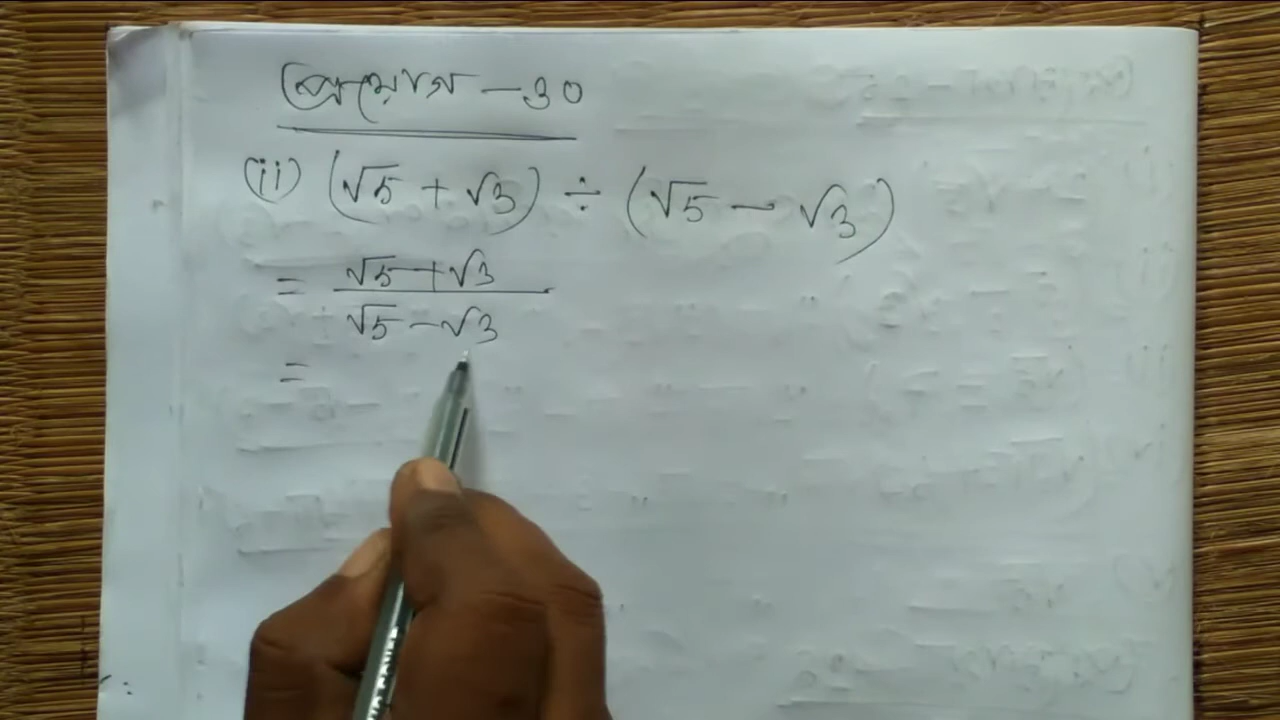 প্রয়োগ – ৩০
(ii) (√5 + √3) ÷ (√5 – √3)
= (√5 + √3) / (√5 – √3)
=